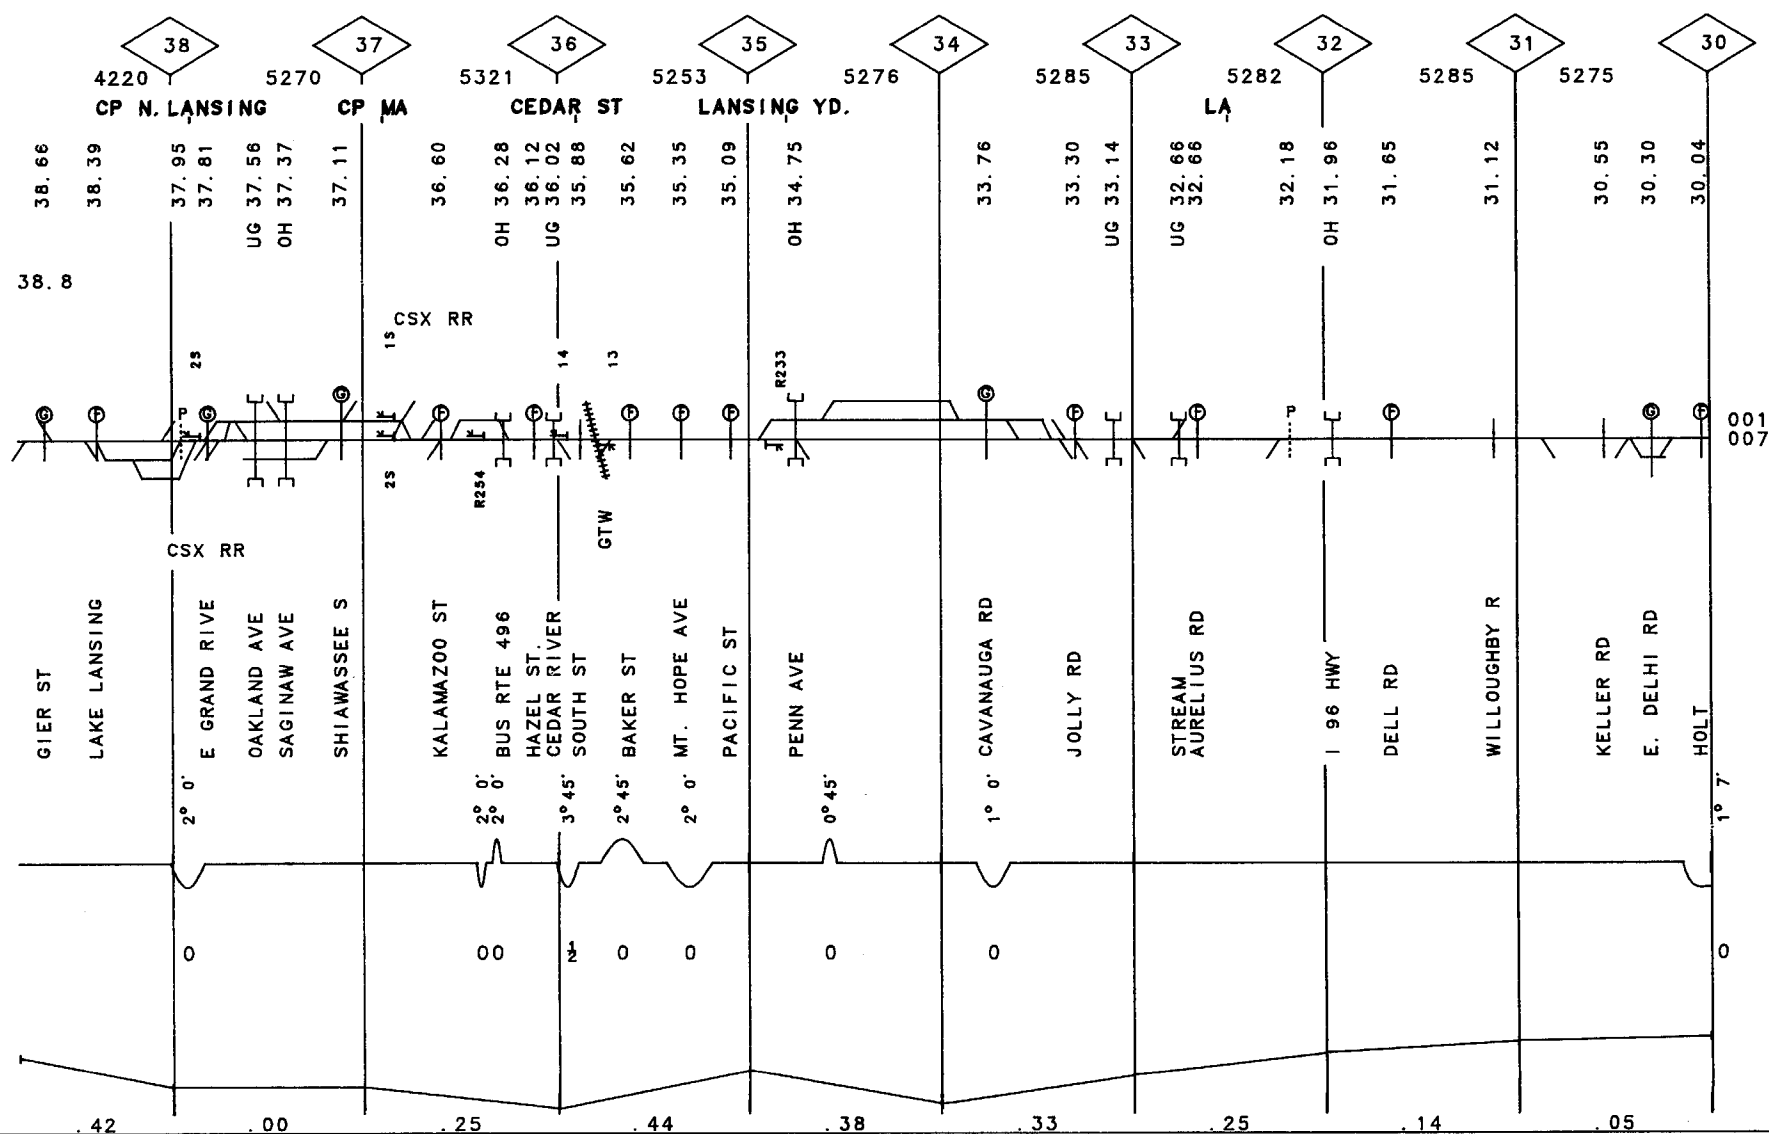 38 37 36 35 34 33 32 31 30
4220 5270 5321 5253 5276 5285 5282 5285 5275
CP N. LANSING CP MA CEDAR ST LANSING YD. LA
38.66
38.39
37.95
37.81
UG 37.56
OH 37.37
37.11
36.60
OH 36.28
36.12
UG 36.02
35.88
35.62
35.35
35.09
OH 34.75
33.76
33.30
UG 33.14
UG 32.66
32.66
32.18
OH 31.96
31.65
31.12
30.55
30.30
30.04
38.8
CSX RR
2S
1S
14
13
R233
G F P G G F F F F F F G F F P F G F
001
007
2S
R254
GTW
CSX RR
GIER ST
LAKE LANSING
E GRAND RIVE
OAKLAND AVE
SAGINAW AVE
SHIAWASSEE S
KALAMAZOO ST
BUS RTE 496
HAZEL ST.
CEDAR RIVER
SOUTH ST
BAKER ST
MT. HOPE AVE
PACIFIC ST
PENN AVE
CAVANAUGA RD
JOLLY RD
STREAM
AURELIUS RD
I 96 HWY
DELL RD
WILLOUGHBY R
KELLER RD
E. DELHI RD
HOLT
2° 0'
2° 0'
2° 0'
3°45'
2°45'
2° 0'
0°45'
1° 0'
1° 7'
0 0 0 ½ 0 0 0 0 0
.42 .00 .25 .44 .38 .33 .25 .14 .05